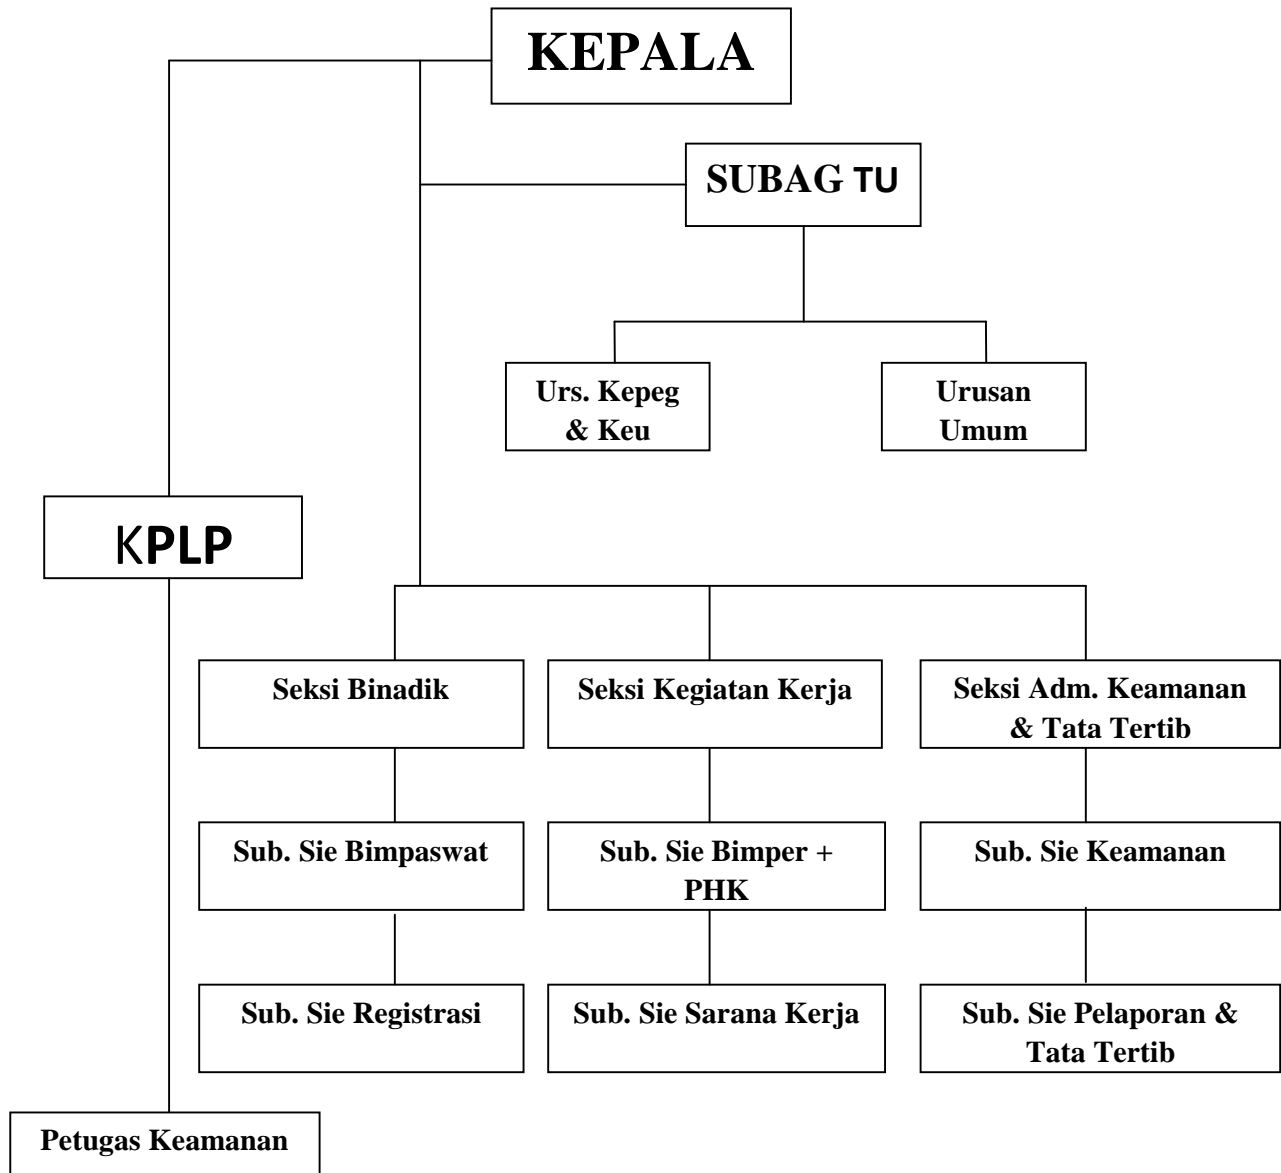 KEPALA
SUBAG TU
Urs. Kepeg
& Keu
Urusan
Umum
KPLP
Seksi Binadik
Seksi Kegiatan Kerja
Seksi Adm. Keamanan
& Tata Tertib
Sub. Sie Bimpaswat
Sub. Sie Bimper +
PHK
Sub. Sie Keamanan
Sub. Sie Registrasi
Sub. Sie Sarana Kerja
Sub. Sie Pelaporan &
Tata Tertib
Petugas Keamanan